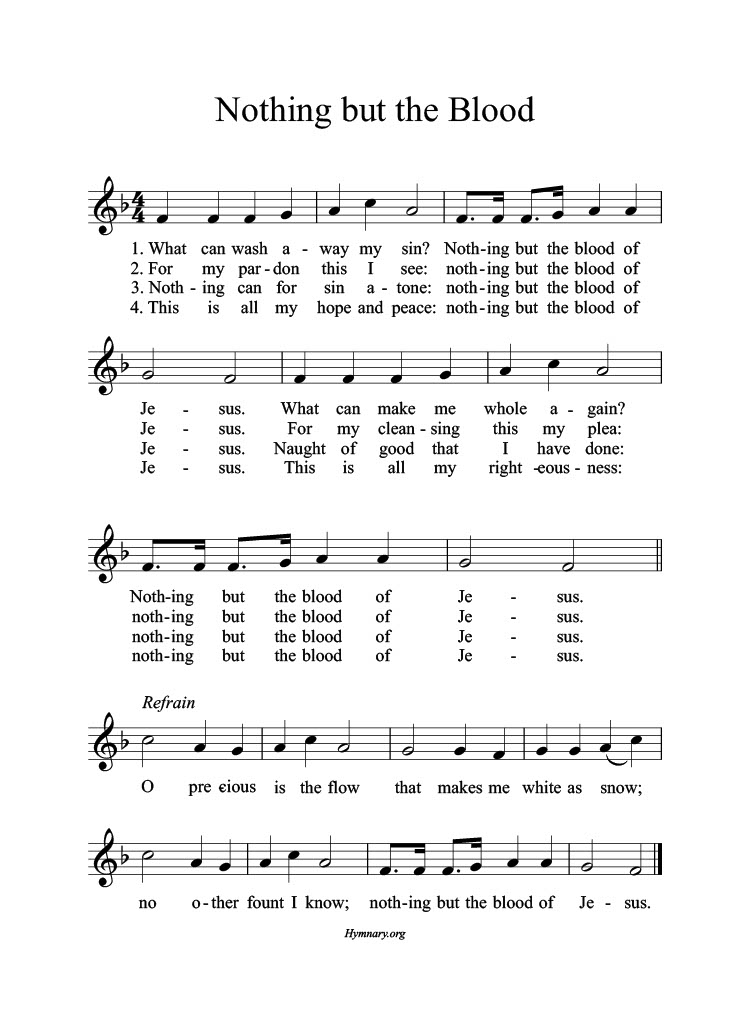 Nothing but the Blood
4
4
1. What can wash a - way my sin? Noth-ing but the blood of
2. For my par-don this I see: noth-ing but the blood of
3. Noth - ing can for sin a - tone: noth-ing but the blood of
4. This is all my hope and peace: noth-ing but the blood of
Je - sus. What can make me whole a - gain?
Je - sus. For my clean - sing this my plea:
Je - sus. Naught of good that I have done:
Je - sus. This is all my right -eous - ness:
Noth-ing but the blood of Je - sus.
noth-ing but the blood of Je - sus.
noth-ing but the blood of Je - sus.
noth-ing but the blood of Je - sus.
Refrain
O pre-cious is the flow that makes me white as snow;
no o-ther fount I know; noth-ing but the blood of Je - sus.
Hymnary.org